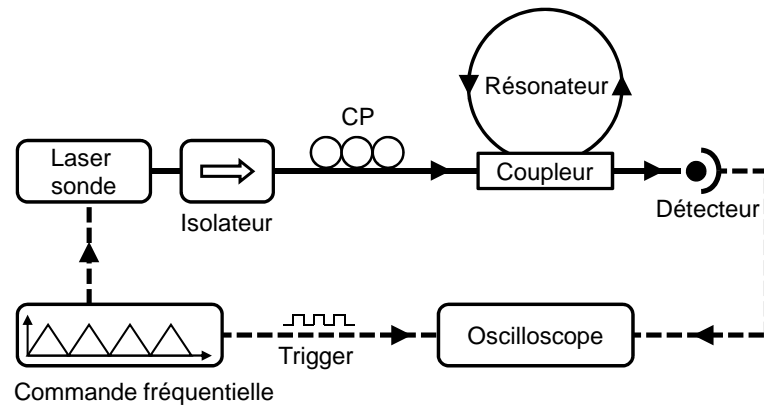 Résonateur
CP
Laser
sonde
Coupleur
Isolateur
Détecteur
Oscilloscope
Trigger
Commande fréquentielle